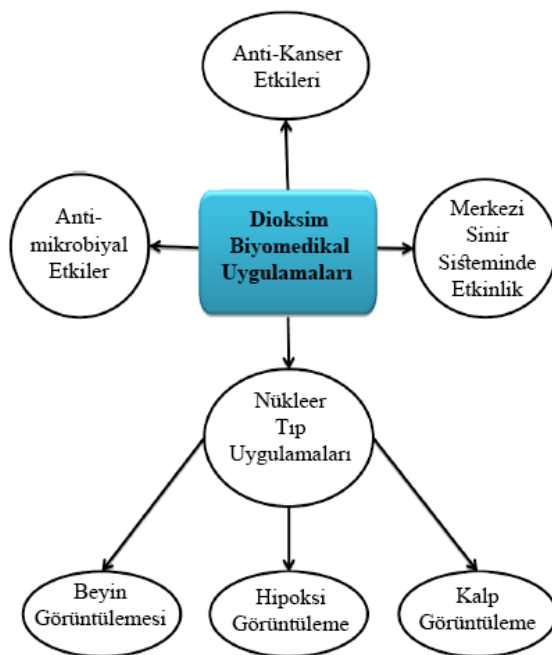 Anti-Kanser
Etkileri
Anti-
mikrobiyal
Etkiler
Dioksim
Biyomedikal
Uygulamaları
Merkezi
Sinir
Sisteminde
Etkinlik
Nükleer
Tıp
Uygulamaları
Beyin
Görüntülemesi
Hipoksi
Görüntüleme
Kalp
Görüntüleme